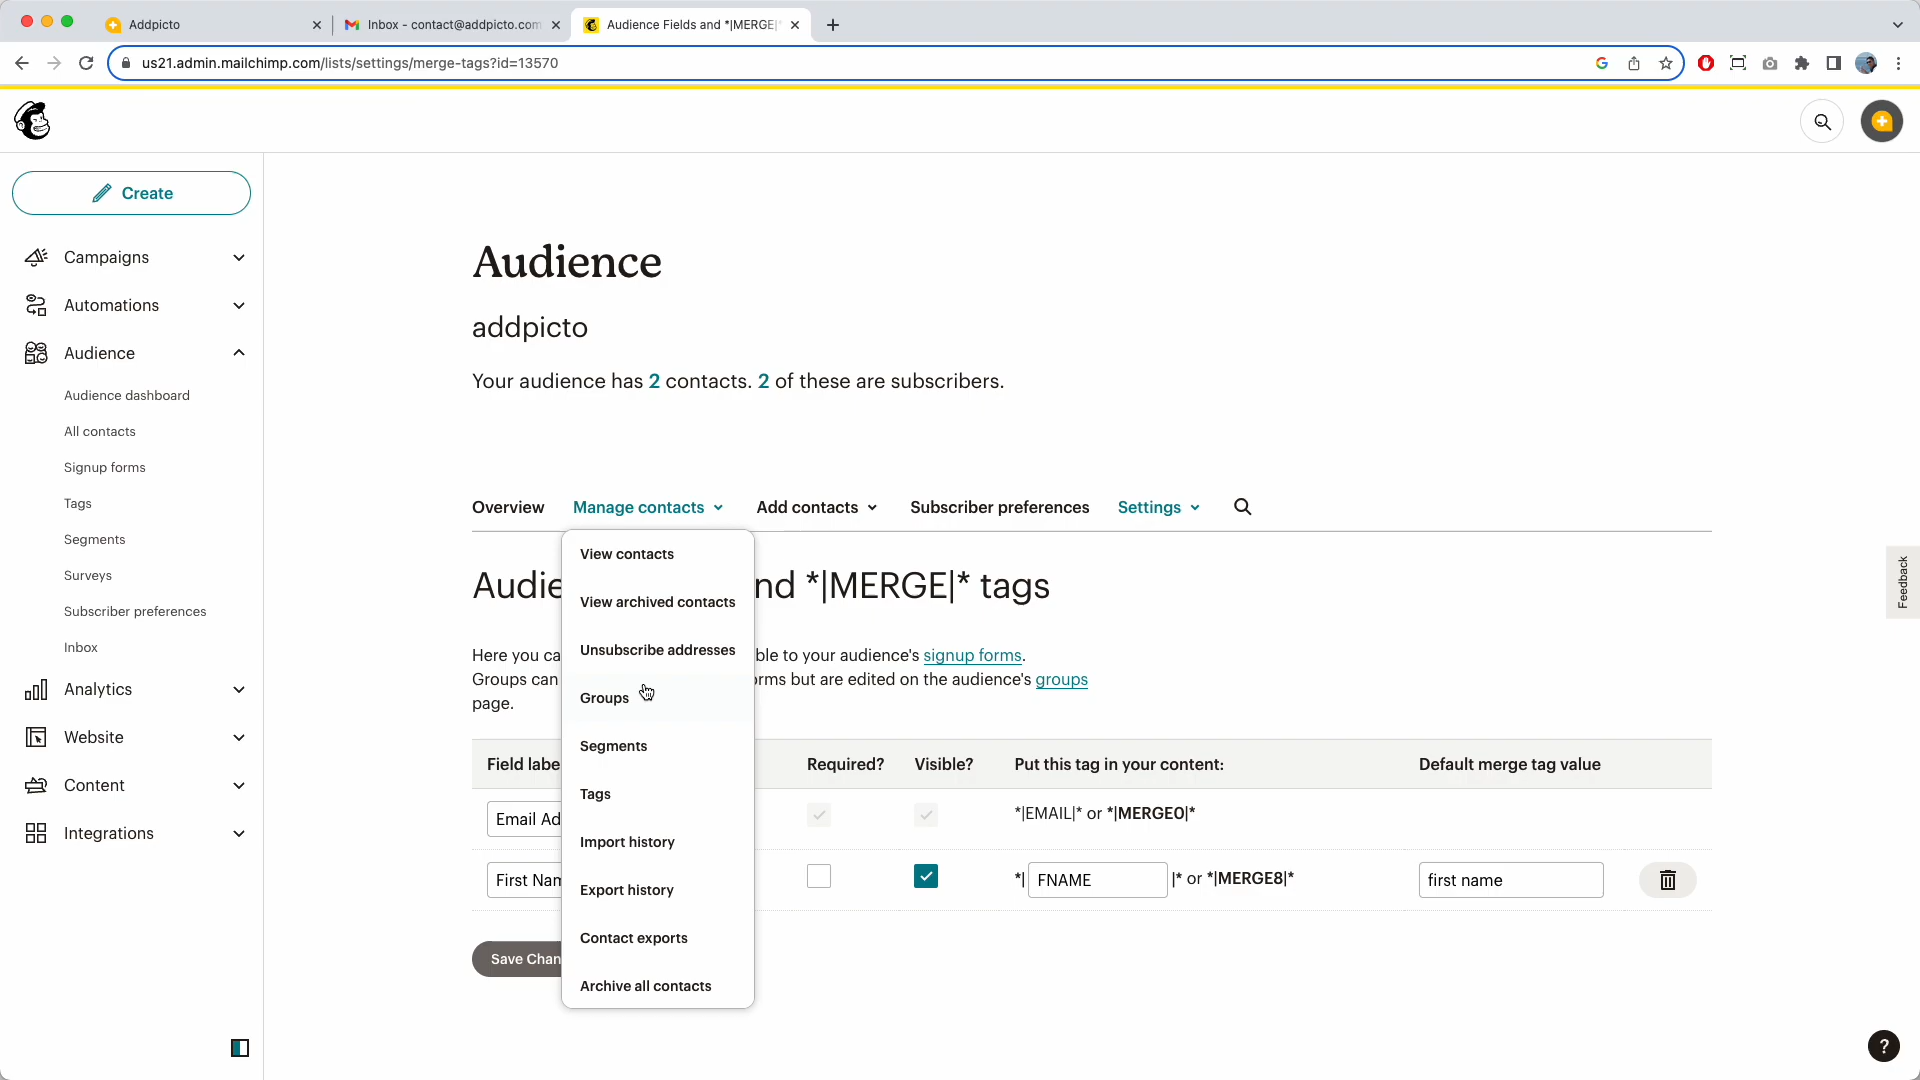 Addpicto
Inbox - contact@addpicto.com
Audience Fields and *|MERGE|*
us21.admin.mailchimp.com/lists/settings/merge-tags?id=13570
Create
Campaigns
Automations
Audience
Audience dashboard
All contacts
Signup forms
Tags
Segments
Surveys
Subscriber preferences
Inbox
Analytics
Website
Content
Integrations
Audience
addpicto
Your audience has 2 contacts. 2 of these are subscribers.
Overview Manage contacts Add contacts Subscriber preferences Settings
View contacts
View archived contacts
Unsubscribe addresses
Groups
Segments
Tags
Import history
Export history
Contact exports
Archive all contacts
Audie nd *|MERGE|* tags
Here you ca ble to your audience's signup forms.
Groups can rms but are edited on the audience's groups
page.
Field labe Required? Visible? Put this tag in your content: Default merge tag value
Email Ad *|EMAIL|* or *|MERGE0|*
First Nam *| FNAME |* or *|MERGE8|* first name
Save Chan
Feedback
?